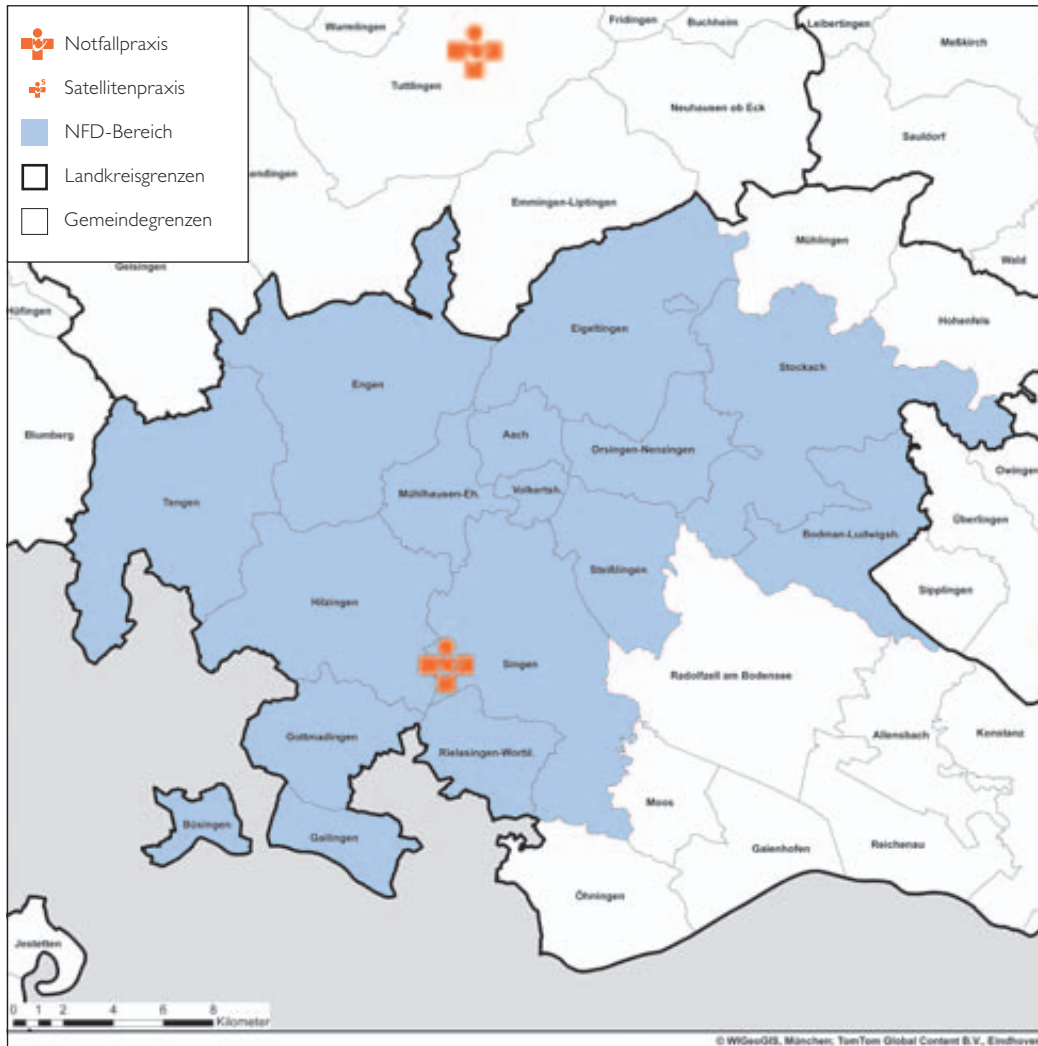 Notfallpraxis
Satellitenpraxis
NFD-Bereich
Landkreisgrenzen
Gemeindegrenzen
Wurmlingen
Fridingen
Buchheim
Leibertingen
Meßkirch
Tuttlingen
Neuhausen ob Eck
Sauldorf
endingen
Emmingen-Liptingen
Mühlingen
Wald
Geisingen
Hüfingen
Hohenfels
Eigeltingen
Stockach
Engen
Blumberg
Aach
Orsingen-Nenzingen
Owingen
Mühlhausen-Eh.
Volkertsh.
Tengen
Überlingen
Bodman-Ludwigsh.
Steißlingen
Sipplingen
Hilzingen
Singen
Radolfzell am Bodensee
Allensbach
Konstanz
Gottmadingen
Rielasingen-Worbl.
Moos
Büsingen
Gailingen
Gaienhofen
Reichenau
Öhningen
Jestetten
0 1 2 4 6 8
Kilometer
© WIGeoGIS, München; TomTom Global Content B.V., Eindhoven